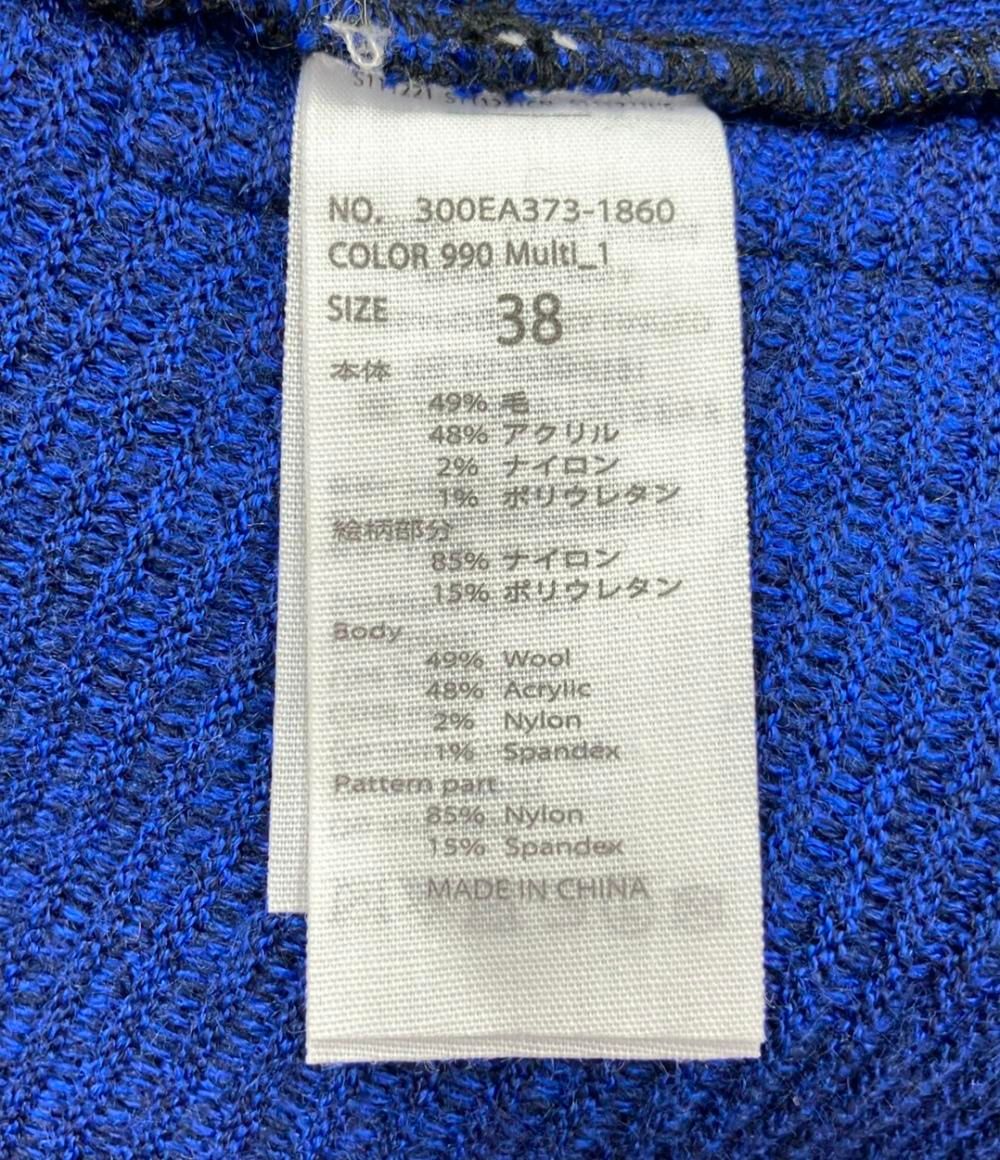 NO. 300EA373-1860
COLOR 990 Multi_1
SIZE 38
本体
49% 毛
48% アクリル
2% ナイロン
1% ポリウレタン
絵柄部分
85% ナイロン
15% ポリウレタン
Body
49% Wool
48% Acrylic
2% Nylon
1% Spandex
Pattern part
85% Nylon
15% Spandex
MADE IN CHINA